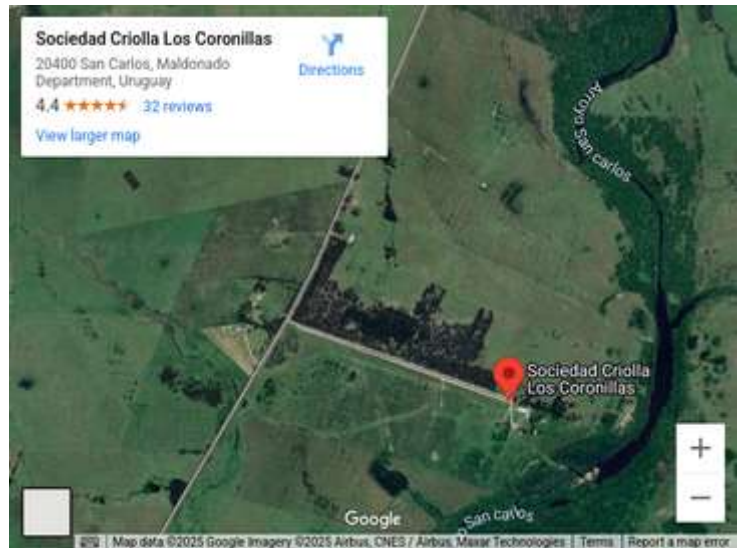 Sociedad Criolla Los Coronillas
20400 San Carlos, Maldonado
Department, Uruguay
Directions
4.4
32 reviews
View larger map
Arroyo San carlos
Sociedad Criolla
Los Coronillas
+
−
o San carlos
Google
Map data ©2025 Google Imagery ©2025 Airbus, CNES / Airbus, Maxar Technologies
Terms
Report a map error